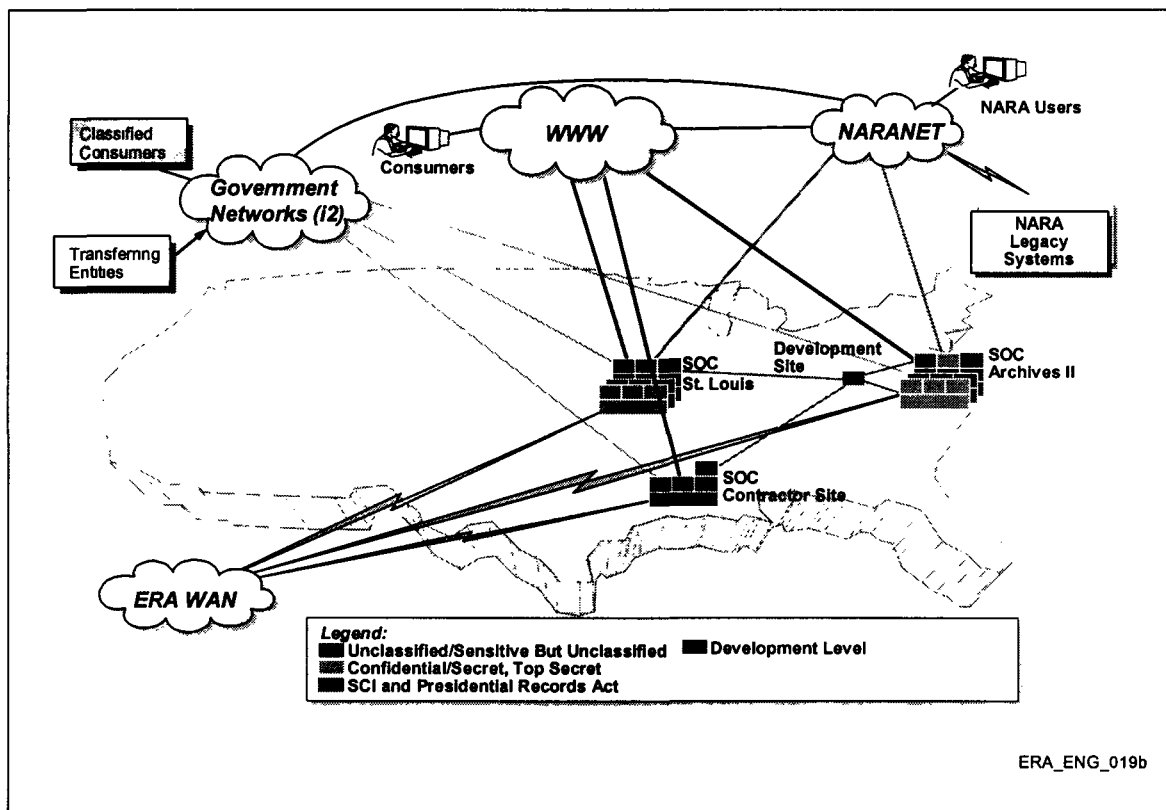 NARA Users
WWW
NARANET
Consumers
Classified
Consumers
Government
Networks (i2)
Transferring
Entities
NARA
Legacy
Systems
SOC
St. Louis
Development
Site
SOC
Archives II
SOC
Contractor Site
ERA WAN
Legend:
Unclassified/Sensitive But Unclassified
Development Level
Confidential/Secret, Top Secret
SCI and Presidential Records Act
ERA_ENG_019b